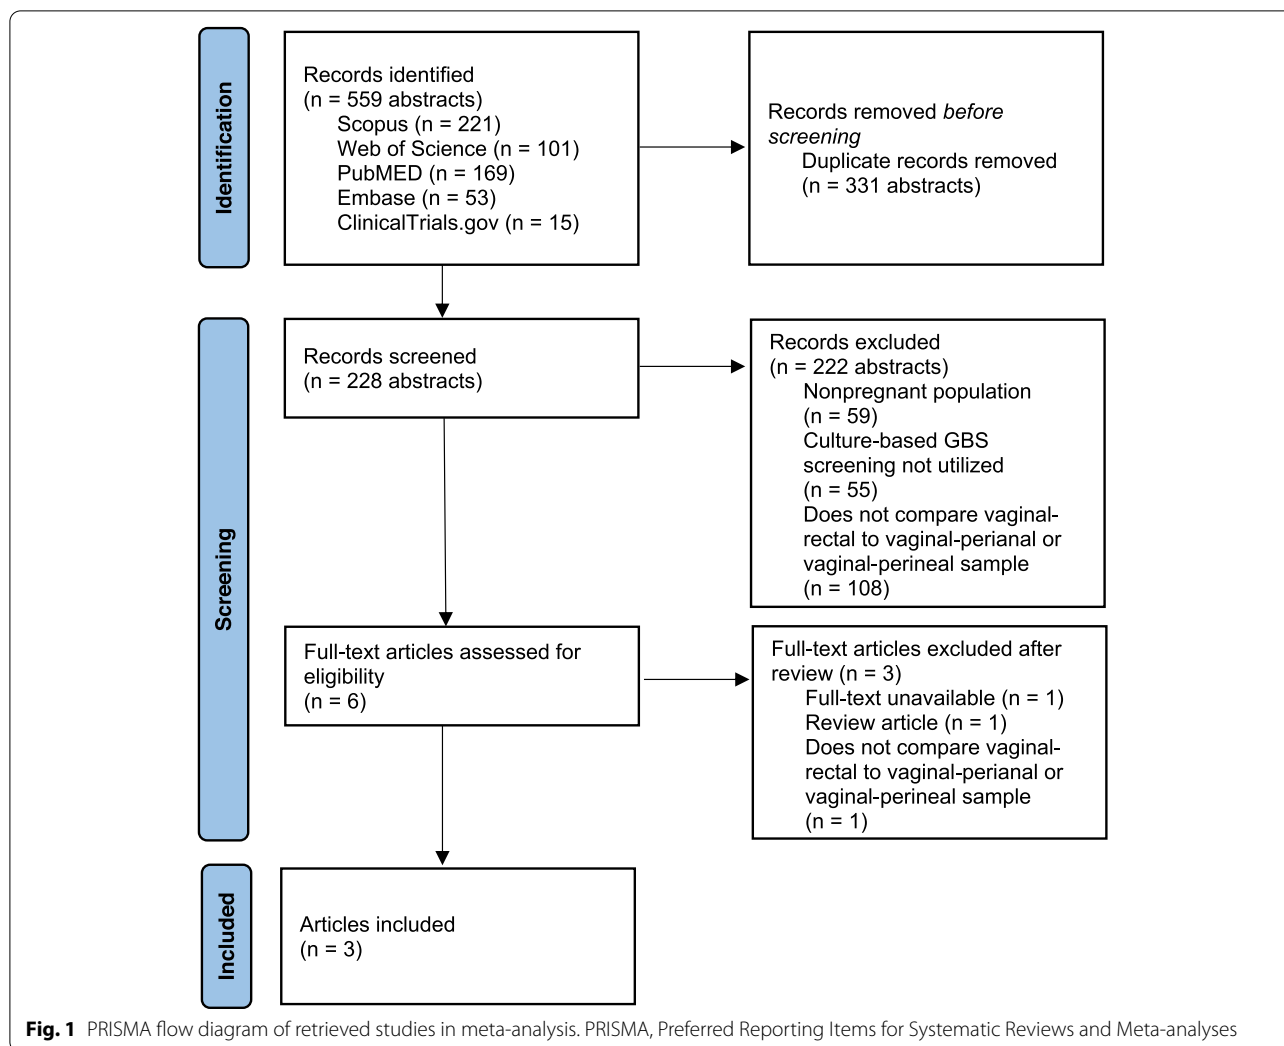 Identification
Records identified
(n = 559 abstracts)
Scopus (n = 221)
Web of Science (n = 101)
PubMED (n = 169)
Embase (n = 53)
ClinicalTrials.gov (n = 15)
Records removed before
screening
Duplicate records removed
(n = 331 abstracts)
Screening
Records screened
(n = 228 abstracts)
Records excluded
(n = 222 abstracts)
Nonpregnant population
(n = 59)
Culture-based GBS
screening not utilized
(n = 55)
Does not compare vaginal-
rectal to vaginal-perianal or
vaginal-perineal sample
(n = 108)
Full-text articles assessed for
eligibility
(n = 6)
Full-text articles excluded after
review (n = 3)
Full-text unavailable (n = 1)
Review article (n = 1)
Does not compare vaginal-
rectal to vaginal-perianal or
vaginal-perineal sample
(n = 1)
Included
Articles included
(n = 3)
Fig. 1 PRISMA flow diagram of retrieved studies in meta-analysis. PRISMA, Preferred Reporting Items for Systematic Reviews and Meta-analyses